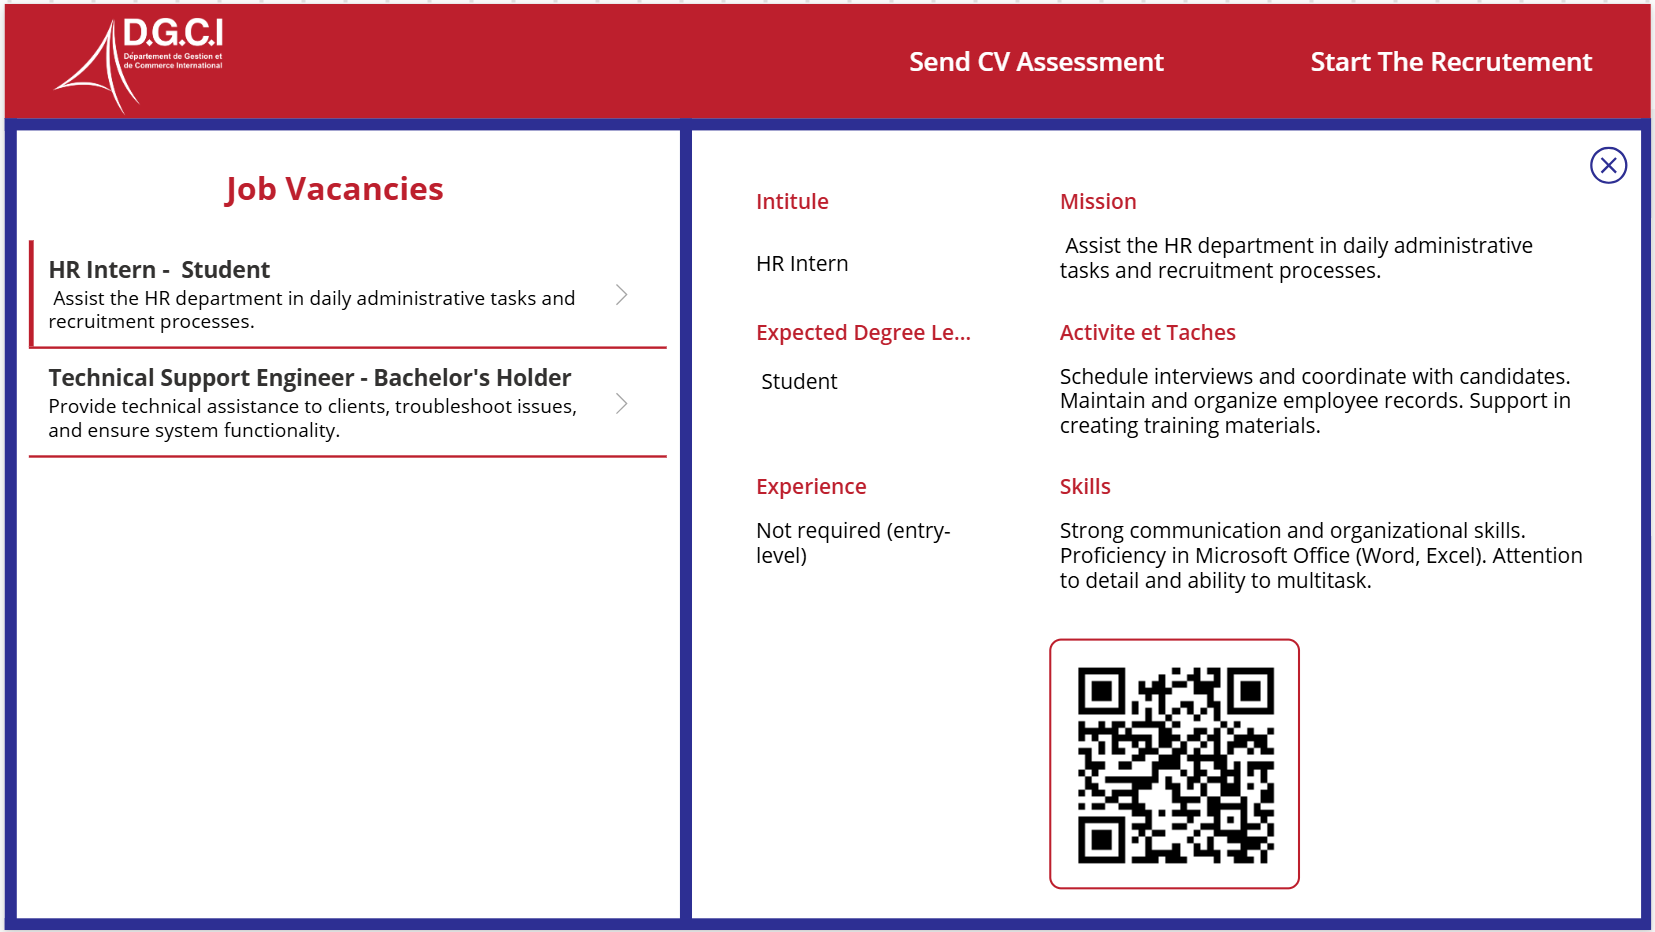 D.G.C.I
Département de Gestion et
de Commerce International
Send CV Assessment
Start The Recrutement
Job Vacancies
HR Intern - Student
Assist the HR department in daily administrative tasks and
recruitment processes.
Technical Support Engineer - Bachelor's Holder
Provide technical assistance to clients, troubleshoot issues,
and ensure system functionality.
Intitule
HR Intern
Mission
Assist the HR department in daily administrative
tasks and recruitment processes.
Expected Degree Le...
Student
Activite et Taches
Schedule interviews and coordinate with candidates.
Maintain and organize employee records. Support in
creating training materials.
Experience
Not required (entry-
level)
Skills
Strong communication and organizational skills.
Proficiency in Microsoft Office (Word, Excel). Attention
to detail and ability to multitask.